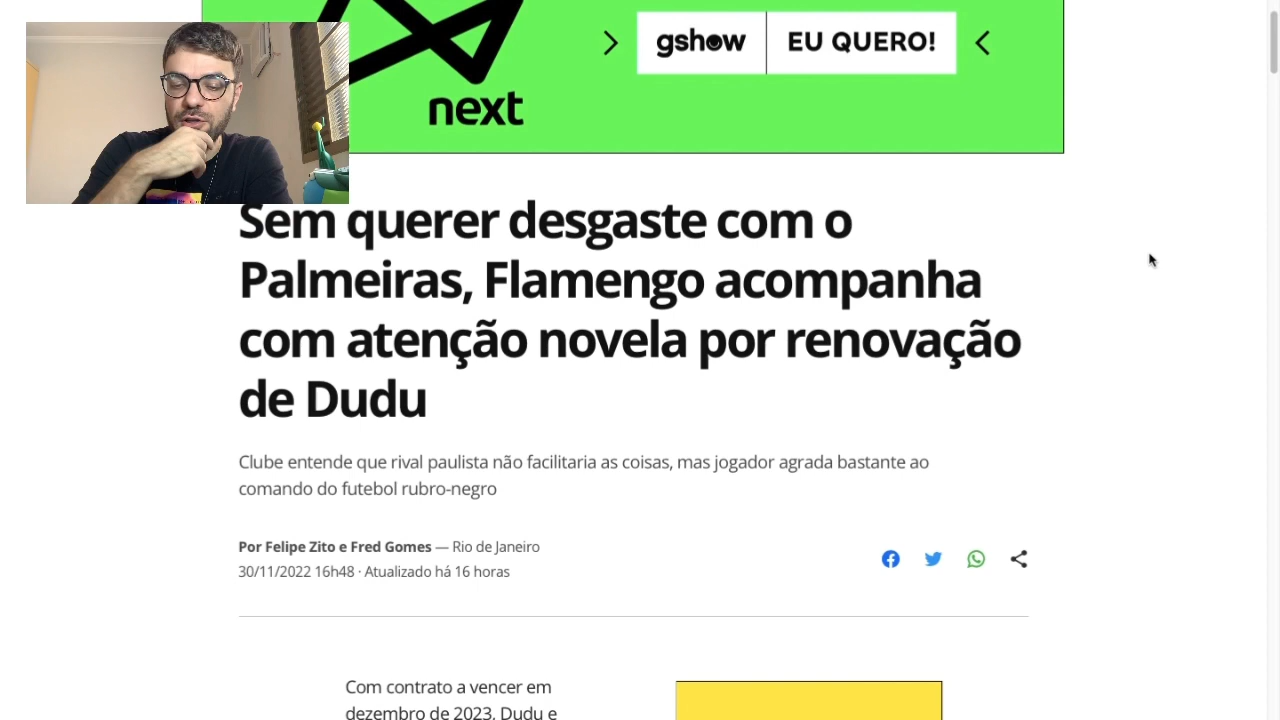 next
gshow
EU QUERO!
Sem querer desgaste com o
Palmeiras, Flamengo acompanha
com atenção novela por renovação
de Dudu
Clube entende que rival paulista não facilitaria as coisas, mas jogador agrada bastante ao
comando do futebol rubro-negro
Por Felipe Zito e Fred Gomes — Rio de Janeiro
30/11/2022 16h48 · Atualizado há 16 horas
Com contrato a vencer em
dezembro de 2023, Dudu e